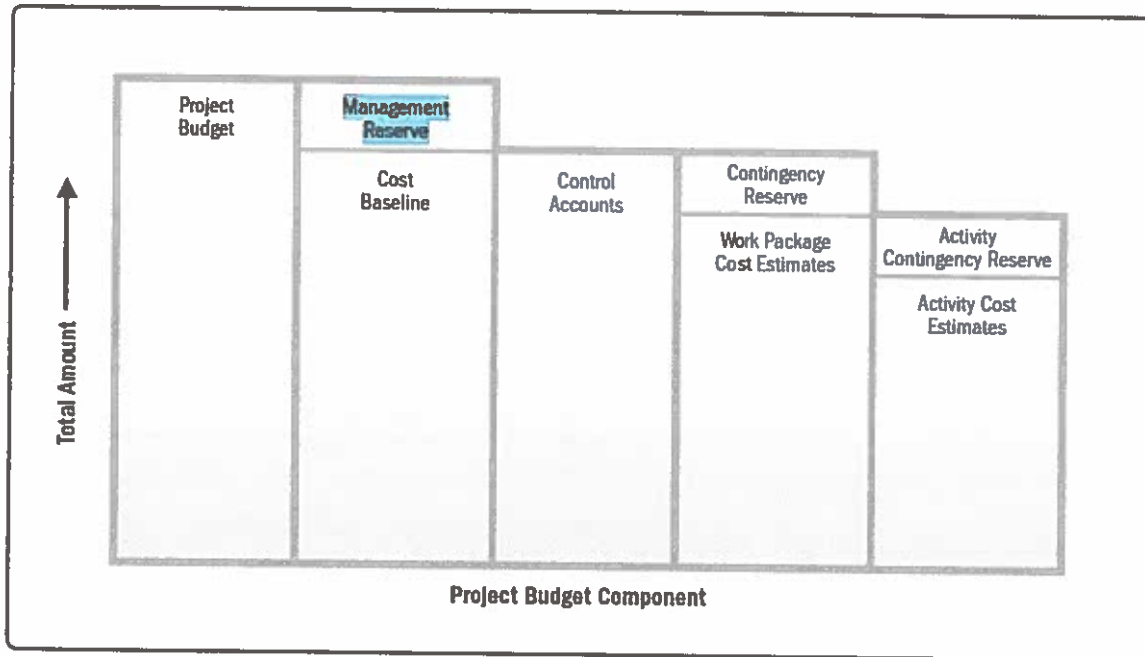 Project
Budget
Management
Reserve
Cost
Baseline
Control
Accounts
Contingency
Reserve
Work Package
Cost Estimates
Activity
Contingency Reserve
Activity Cost
Estimates
Total Amount
Project Budget Component